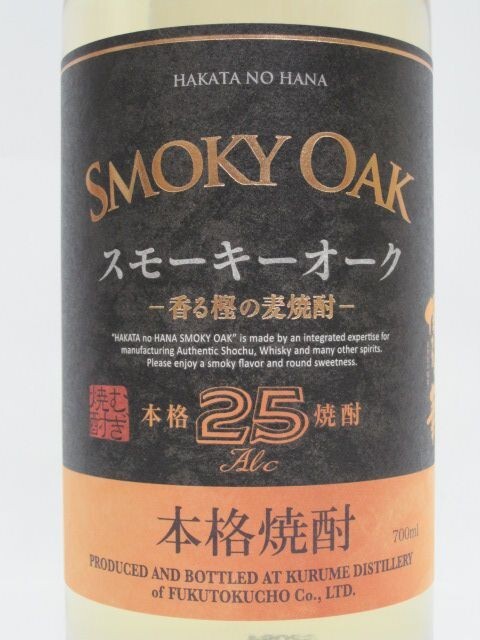 HAKATA NO HANA
SMOKY OAK
スモーキーオーク
－香る樫の麦焼酎－
"HAKATA no HANA SMOKY OAK" is made by an integrated expertise for
manufacturing Authentic Shochu, Whisky and many other spirits.
Please enjoy a smoky flavor and round sweetness.
むぎ焼酎
本格 25 焼酎
Alc
本格焼酎
700ml
PRODUCED AND BOTTLED AT KURUME DISTILLERY
of FUKUTOKUCHO Co., LTD.